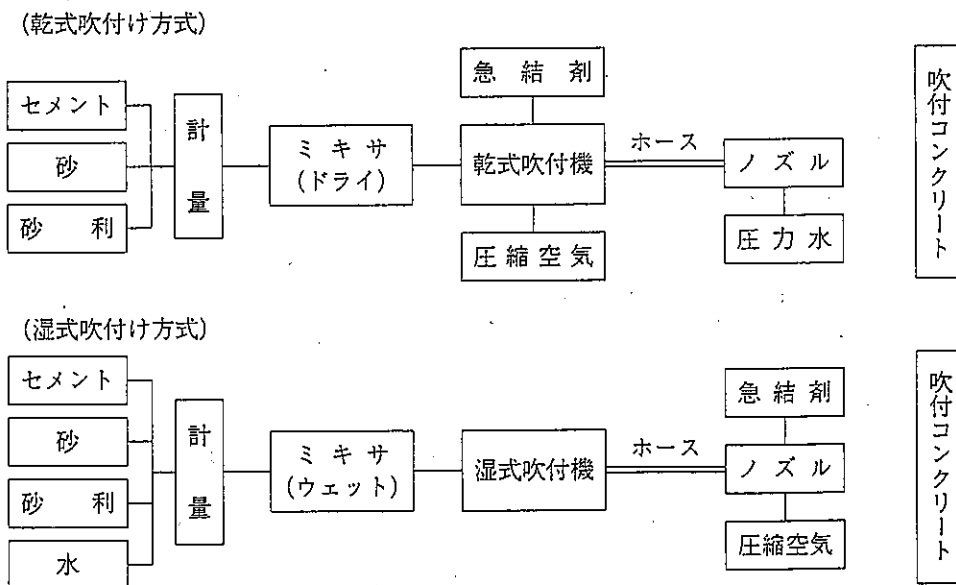 (乾式吹付け方式)
セメント
砂
砂利
計量
ミキサ
(ドライ)
急結剤
乾式吹付機
圧縮空気
ホース
ノズル
圧力水
吹付コンクリート
(湿式吹付け方式)
セメント
砂
砂利
水
計量
ミキサ
(ウェット)
湿式吹付機
ホース
急結剤
ノズル
圧縮空気
吹付コンクリート